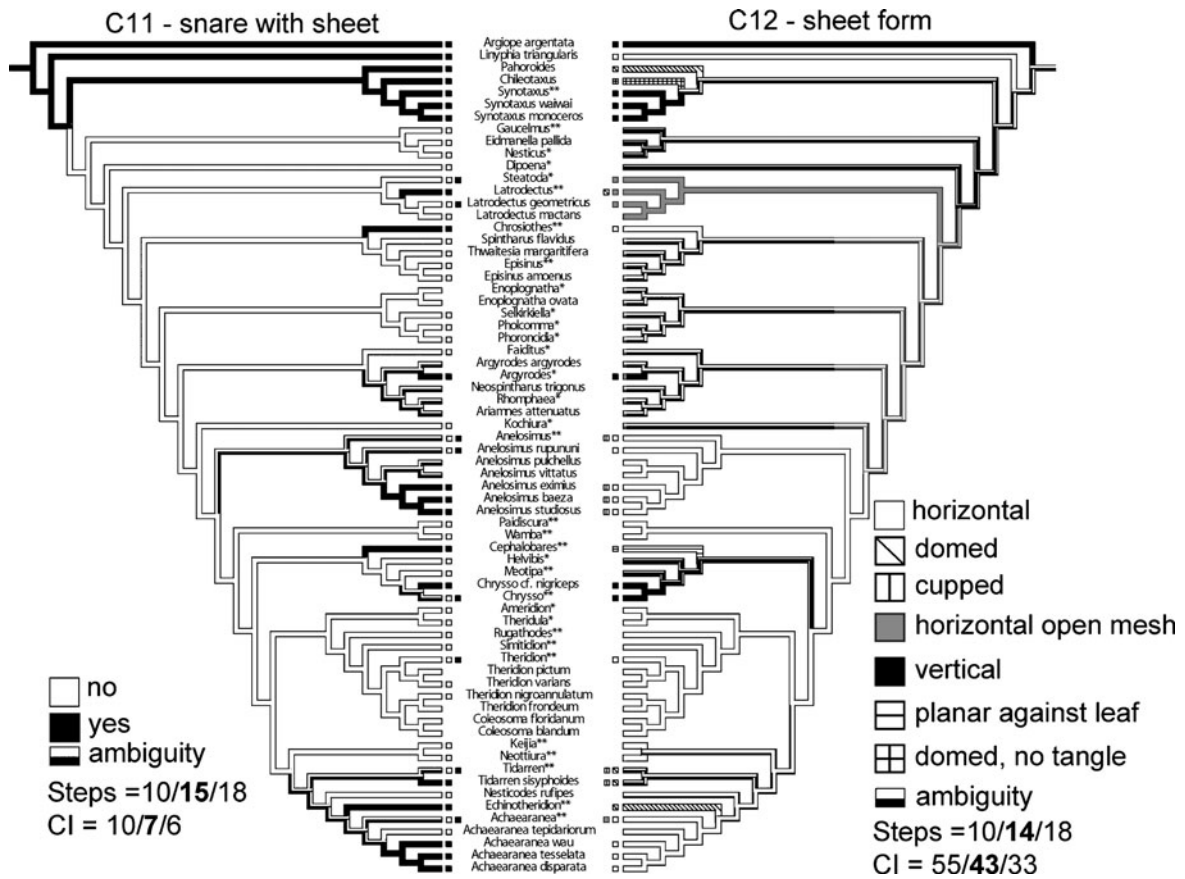 C11 - snare with sheet
C12 - sheet form
Argiope argentata
Linyphia triangularis
Pahoroides
Chileotaxus
Synotaxus**
Synotaxus waiwai
Synotaxus monoceros
Gaucelmus**
Eidmanella pallida
Nesticus*
Dipoena*
Steatoda*
Latrodectus**
Latrodectus geometricus
Latrodectus mactans
Chrosiothes**
Spintharus flavidus
Thwaitesia margaritifera
Episinus**
Episinus amoenus
Enoplognatha*
Enoplognatha ovata
Selkirkiella*
Pholcomma*
Phoroncidia*
Faiditus*
Argyrodes argyrodes
Argyrodes*
Neospintharus trigonus
Rhomphaea*
Ariamnes attenuatus
Kochiura*
Anelosimus**
Anelosimus rupununi
Anelosimus pulchellus
Anelosimus vittatus
Anelosimus eximius
Anelosimus baeza
Anelosimus studiosus
Paidiscura**
Wamba**
Cephalobares**
Helvibis*
Meotipa**
Chrysso cf. nigriceps
Chrysso**
Ameridion*
Theridula*
Rugathodes**
Simitidion**
Theridion**
Theridion pictum
Theridion varians
Theridion nigroannulatum
Theridion frondeum
Coleosoma floridanum
Coleosoma blandum
Keijia**
Neottiura**
Tidarren**
Tidarren sisyphoides
Nesticodes rufipes
Echinotheridion**
Achaearanea**
Achaearanea tepidariorum
Achaearanea wau
Achaearanea tesselata
Achaearanea disparata
no
yes
ambiguity
Steps =10/15/18
CI = 10/7/6
horizontal
domed
cupped
horizontal open mesh
vertical
planar against leaf
domed, no tangle
ambiguity
Steps =10/14/18
CI = 55/43/33